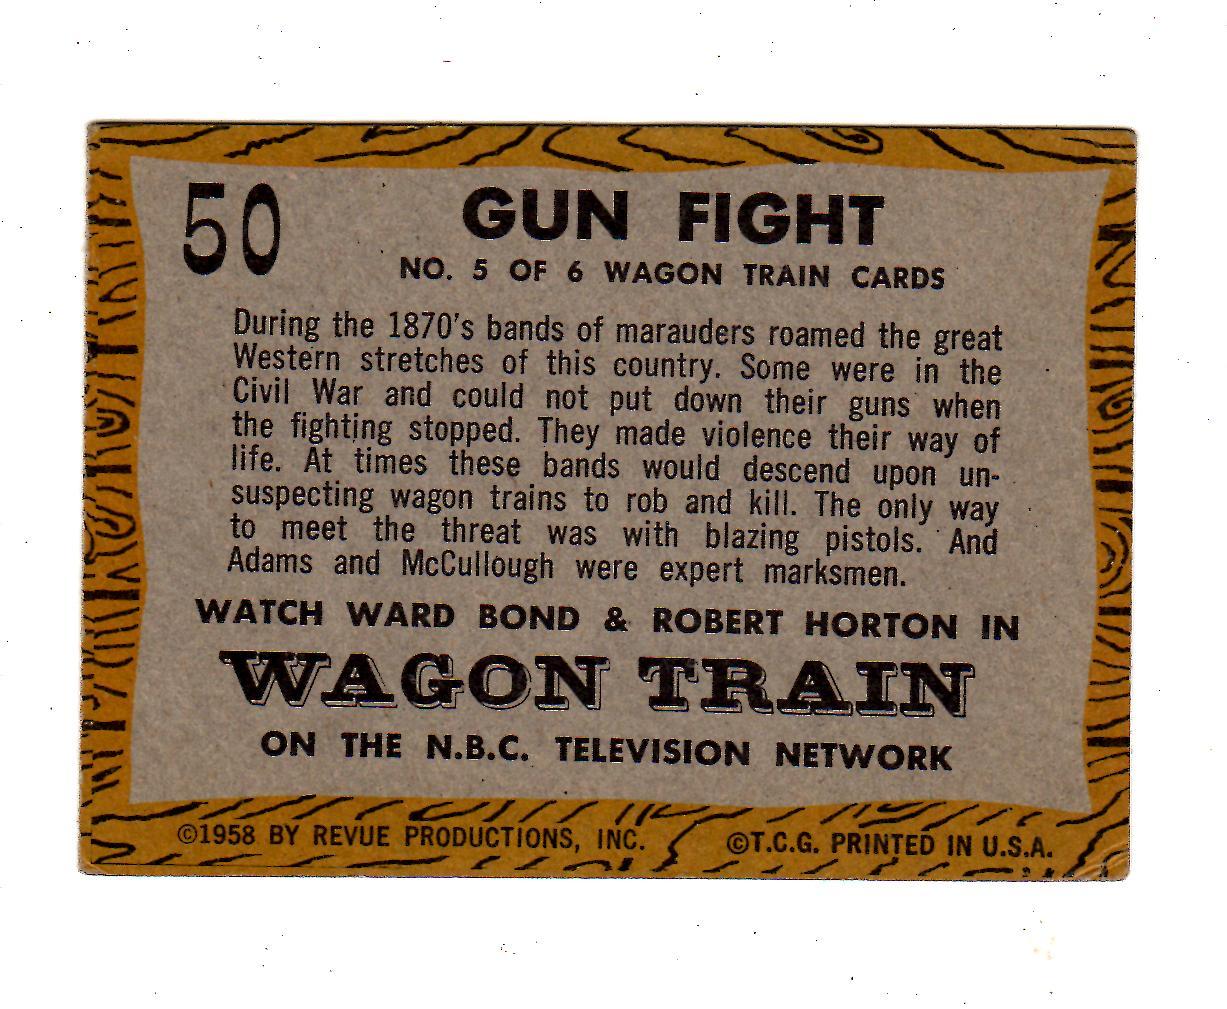 50
GUN FIGHT
NO. 5 OF 6 WAGON TRAIN CARDS
During the 1870's bands of marauders roamed the great
Western stretches of this country. Some were in the
Civil War and could not put down their guns when
the fighting stopped. They made violence their way of
life. At times these bands would descend upon un-
suspecting wagon trains to rob and kill. The only way
to meet the threat was with blazing pistols. And
Adams and McCullough were expert marksmen.
WATCH WARD BOND & ROBERT HORTON IN
WAGON TRAIN
ON THE N.B.C. TELEVISION NETWORK
©1958 BY REVUE PRODUCTIONS, INC. ©T.C.G. PRINTED IN U.S.A.